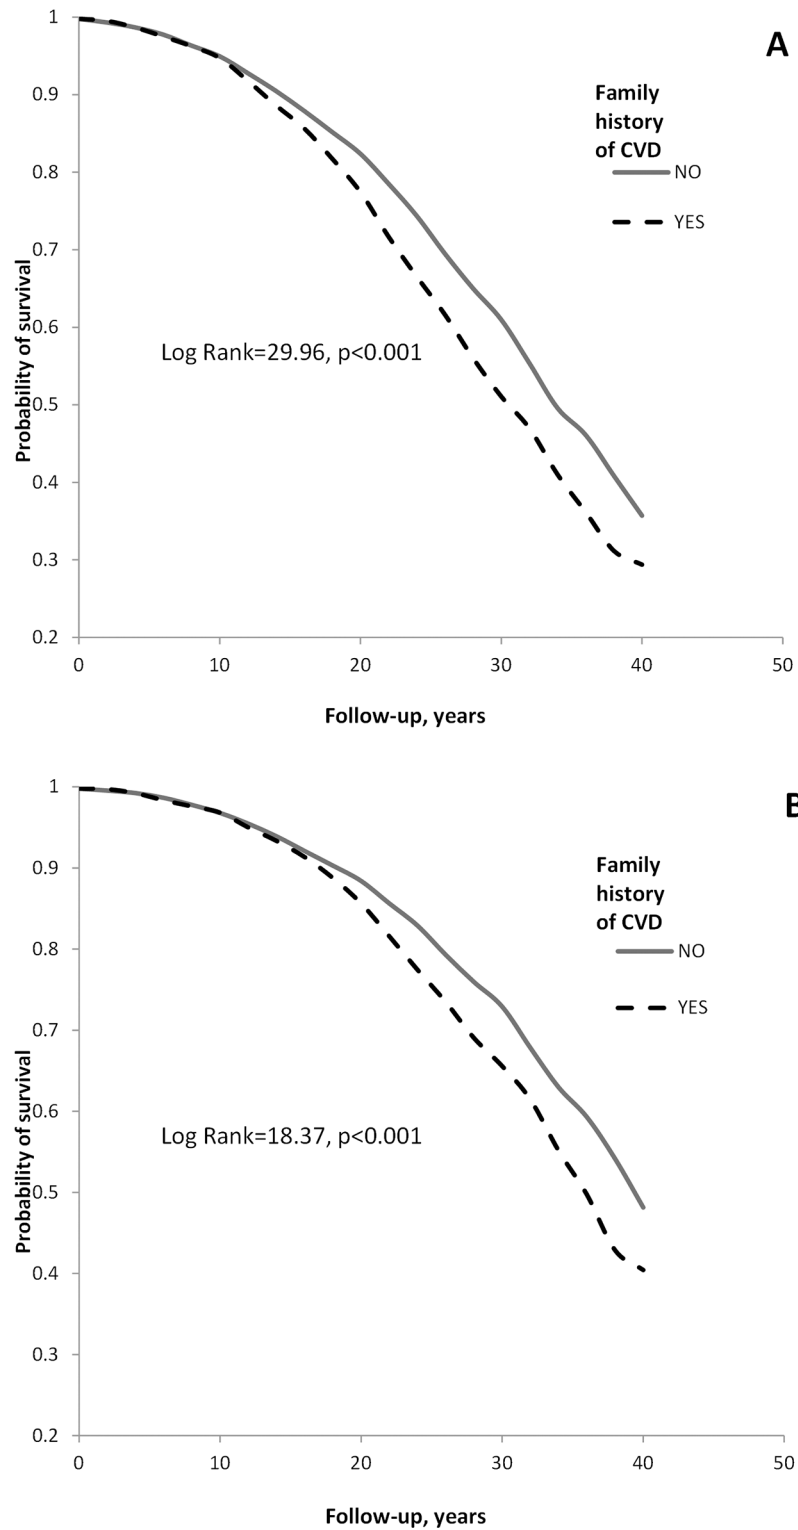 A
1
0.9
0.8
0.7
0.6
0.5
0.4
0.3
0.2
Probability of survival
Family
history
of CVD
NO
YES
Log Rank=29.96, p<0.001
0 10 20 30 40 50
Follow-up, years
B
1
0.9
0.8
0.7
0.6
0.5
0.4
0.3
0.2
Probability of survival
Family
history
of CVD
NO
YES
Log Rank=18.37, p<0.001
0 10 20 30 40 50
Follow-up, years